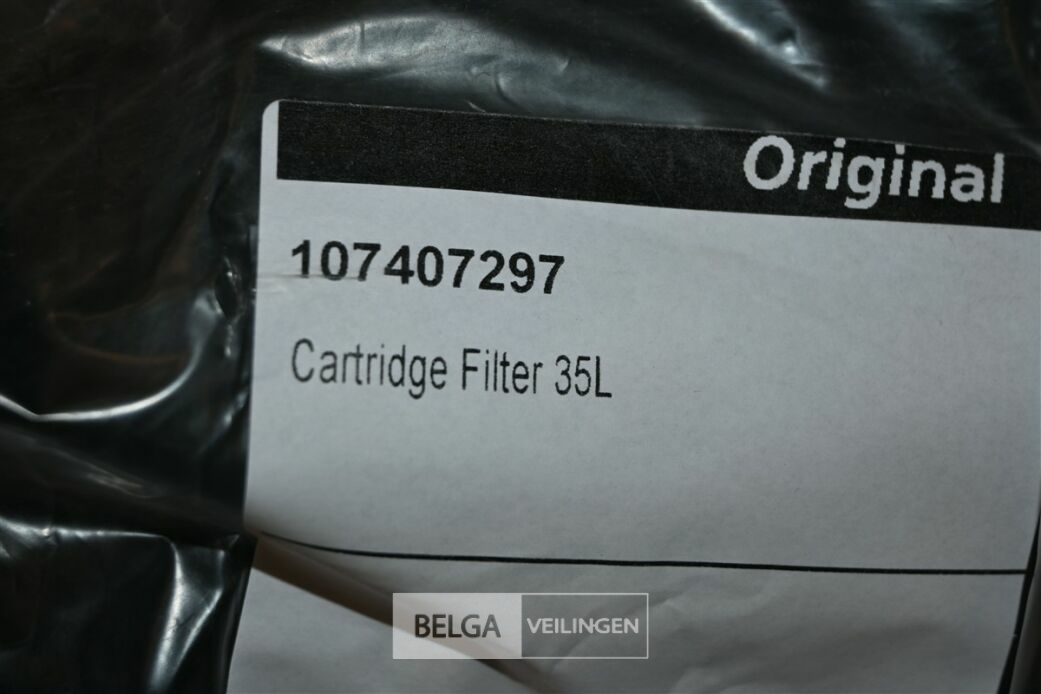 Original
107407297
Cartridge Filter 35L
BELGA VEILINGEN